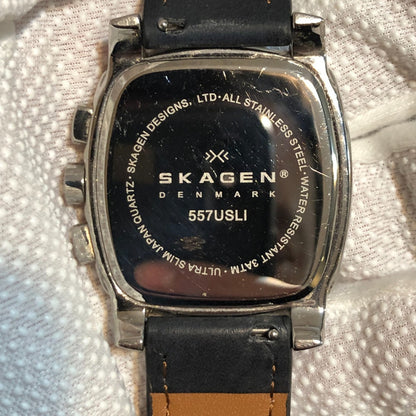 SKAGEN DESIGNS, LTD · ALL STAINLESS STEEL · WATER RESISTANT 3ATM · ULTRA SLIM JAPAN QUARTZ ·
SKAGEN®
DENMARK
557USLI